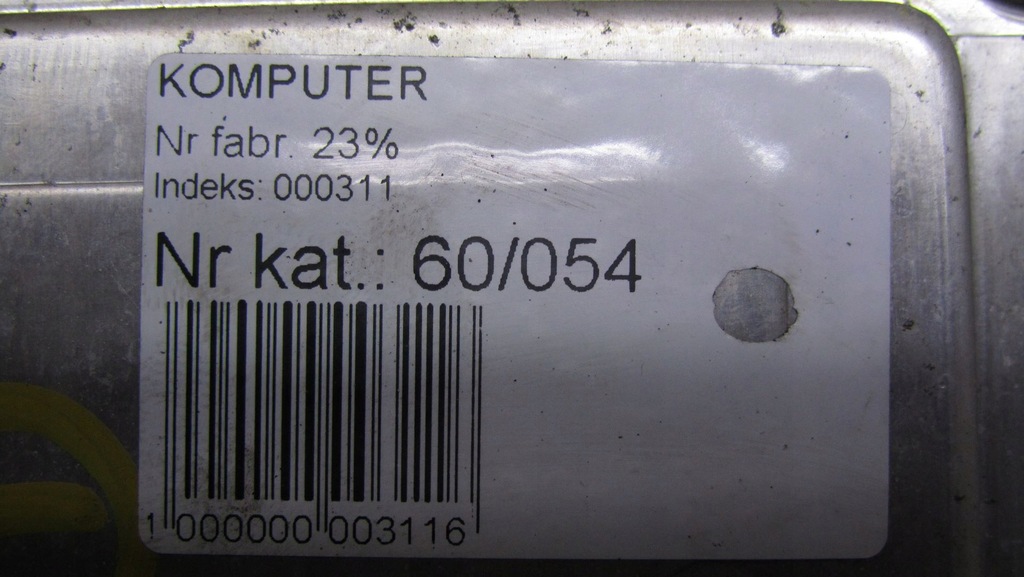 KOMPUTER
Nr fabr. 23%
Indeks: 000311
Nr kat.: 60/054
1 000000 003116